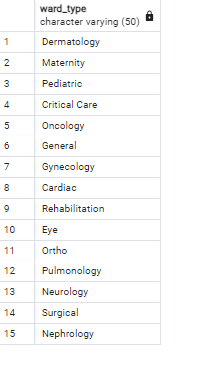 ward_type
character varying (50)
1 Dermatology
2 Maternity
3 Pediatric
4 Critical Care
5 Oncology
6 General
7 Gynecology
8 Cardiac
9 Rehabilitation
10 Eye
11 Ortho
12 Pulmonology
13 Neurology
14 Surgical
15 Nephrology